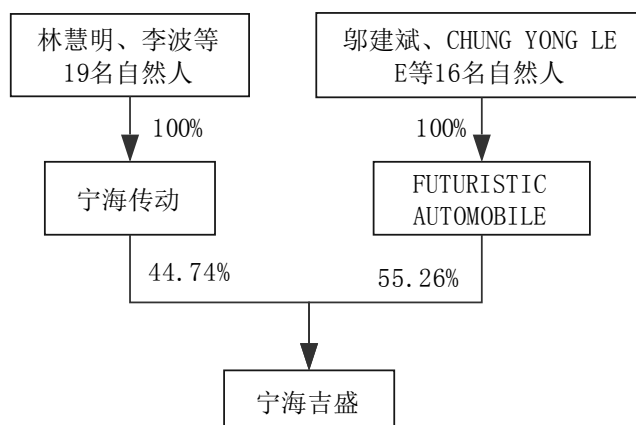 林慧明、李波等
19名自然人
邬建斌、CHUNG YONG LE
E等16名自然人
100%
100%
宁海传动
FUTURISTIC
AUTOMOBILE
44.74%
55.26%
宁海吉盛